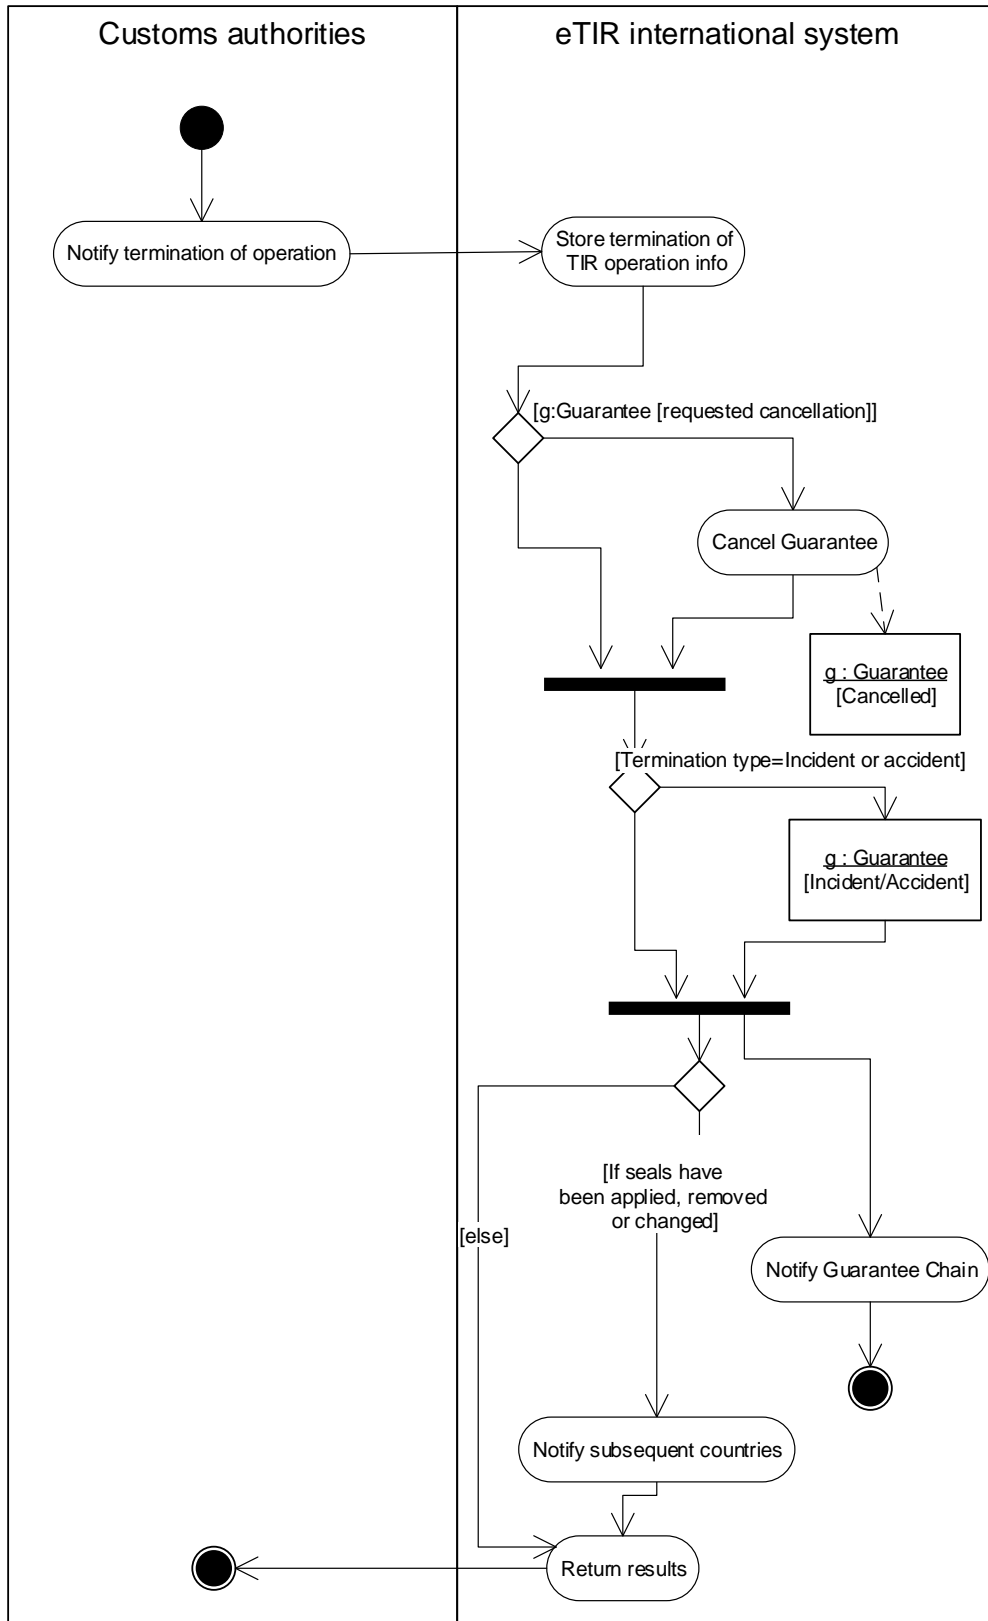 Customs authorities
eTIR international system
Notify termination of operation
Store termination of
TIR operation info
[g:Guarantee [requested cancellation]]
Cancel Guarantee
g : Guarantee
[Cancelled]
[Termination type=Incident or accident]
g : Guarantee
[Incident/Accident]
[If seals have
been applied, removed
or changed]
[else]
Notify Guarantee Chain
Notify subsequent countries
Return results